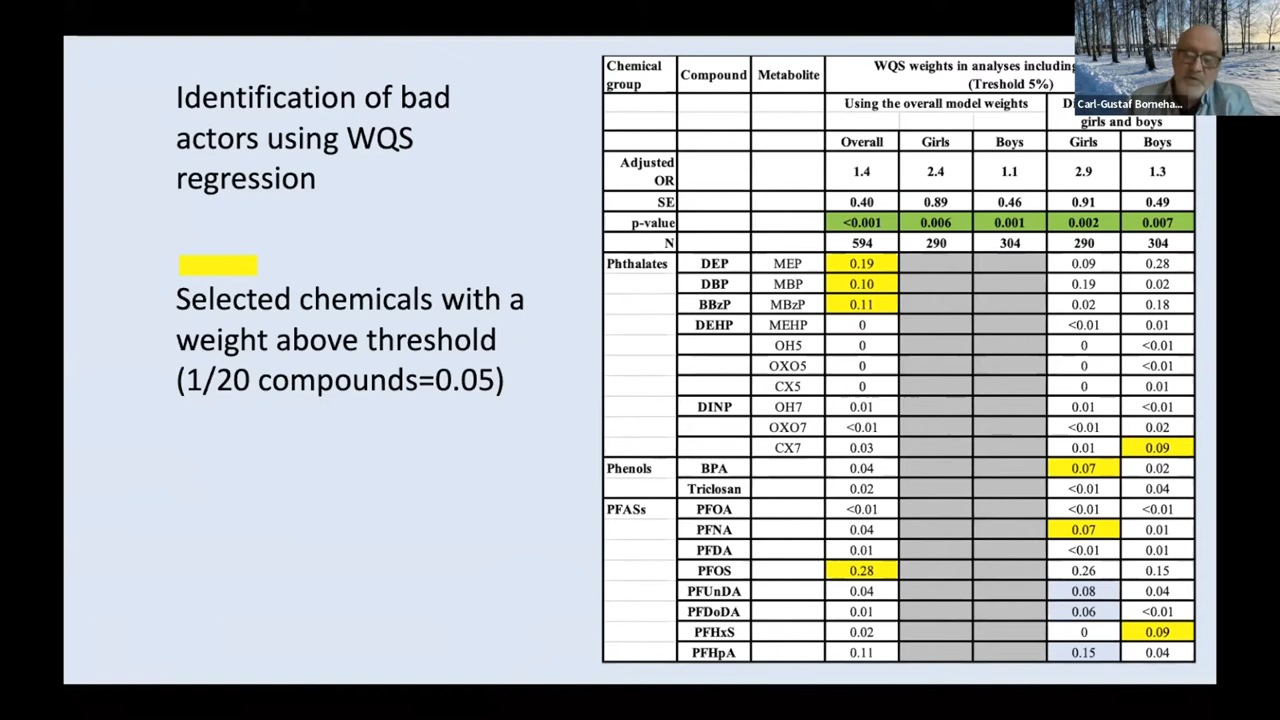 Identification of bad
actors using WQS
regression
Selected chemicals with a
weight above threshold
(1/20 compounds=0.05)
Chemical group Compound Metabolite WQS weights in analyses including
(Treshold 5%)
Using the overall model weights
girls and boys
Overall Girls Boys Girls Boys
Adjusted OR 1.4 2.4 1.1 2.9 1.3
SE 0.40 0.89 0.46 0.91 0.49
p-value <0.001 0.006 0.001 0.002 0.007
N 594 290 304 290 304
Phthalates DEP MEP 0.19 0.09 0.28
DBP MBP 0.10 0.19 0.02
BBzP MBzP 0.11 0.02 0.18
DEHP MEHP 0 <0.01 0.01
OH5 0 0 <0.01
OXO5 0 0 <0.01
CX5 0 0 0.01
DINP OH7 0.01 0.01 <0.01
OXO7 <0.01 <0.01 0.02
CX7 0.03 0.01 0.09
Phenols BPA 0.04 0.07 0.02
Triclosan 0.02 <0.01 0.04
PFASs PFOA <0.01 <0.01 <0.01
PFNA 0.04 0.07 0.01
PFDA 0.01 <0.01 0.01
PFOS 0.28 0.26 0.15
PFUnDA 0.04 0.08 0.04
PFDoDA 0.01 0.06 <0.01
PFHxS 0.02 0 0.09
PFHpA 0.11 0.15 0.04
Carl-Gustaf Borneha...